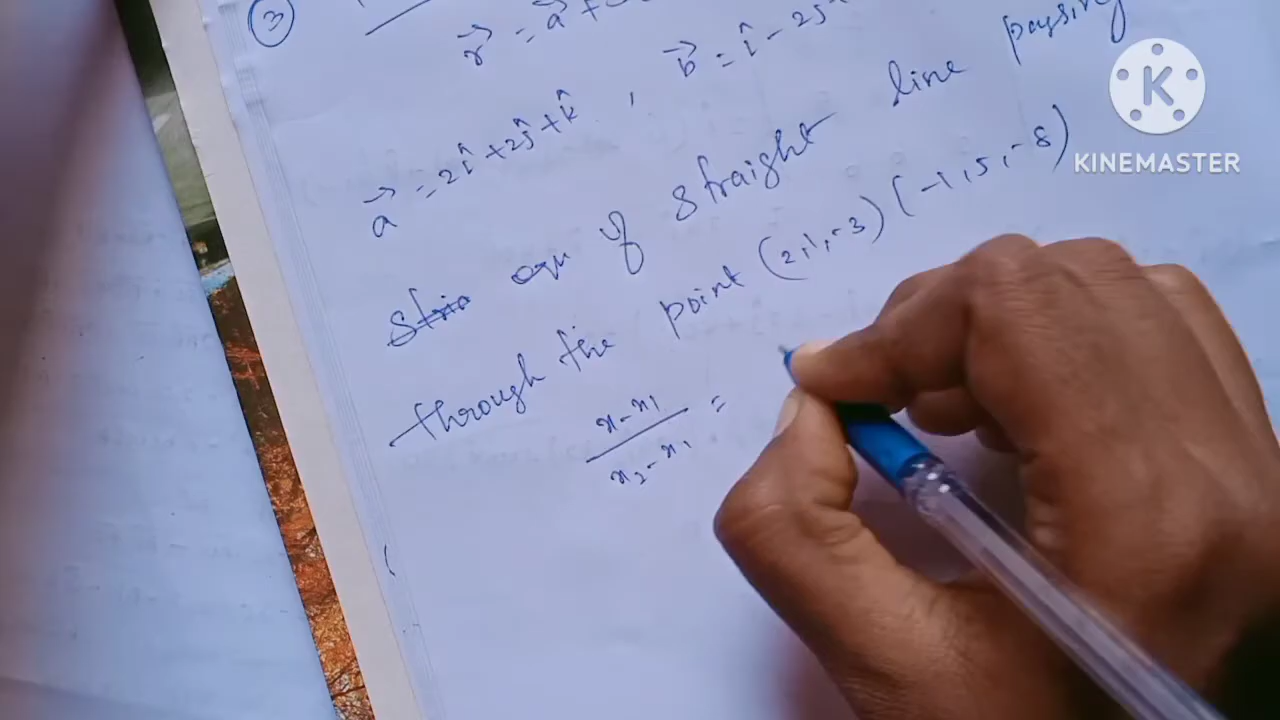 ③
r⃗ = a⃗ +
a⃗ = 2î + 2ĵ + k̂ , b⃗ = î - 2ĵ +
eqn of straight line passing
through the point (2,1,-3) (-1,5,-8)
x-x₁ =
x₂-x₁
K
KINEMASTER